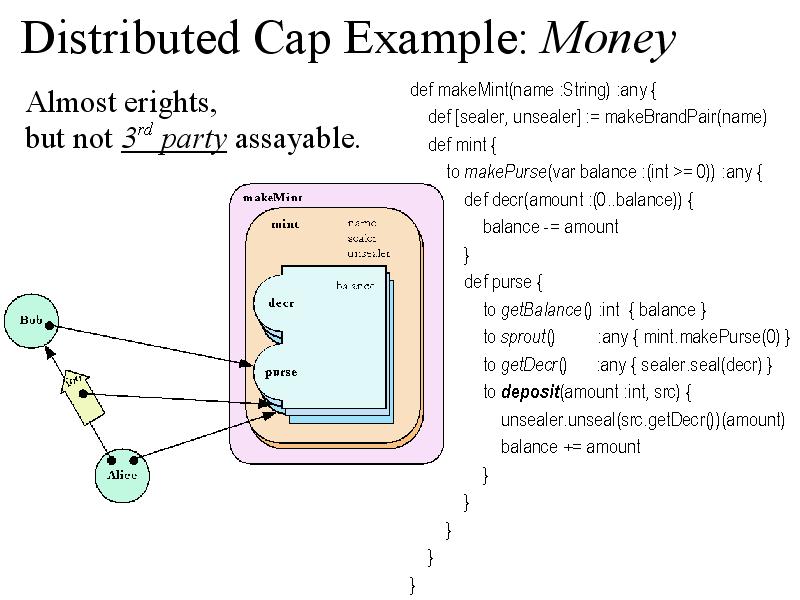 Distributed Cap Example: Money
Almost erights,
but not 3rd party assayable.
def makeMint(name :String) :any {
def [sealer, unsealer] := makeBrandPair(name)
def mint {
to makePurse(var balance :(int >= 0)) :any {
def decr(amount :(0..balance)) {
balance -= amount
}
def purse {
to getBalance() :int { balance }
to sprout() :any { mint.makePurse(0) }
to getDecr() :any { sealer.seal(decr) }
to deposit(amount :int, src) {
unsealer.unseal(src.getDecr())(amount)
balance += amount
}
}
}
}
}
makeMint
mint
name
sealer
unsealer
balance
decr
purse
Bob
Alice